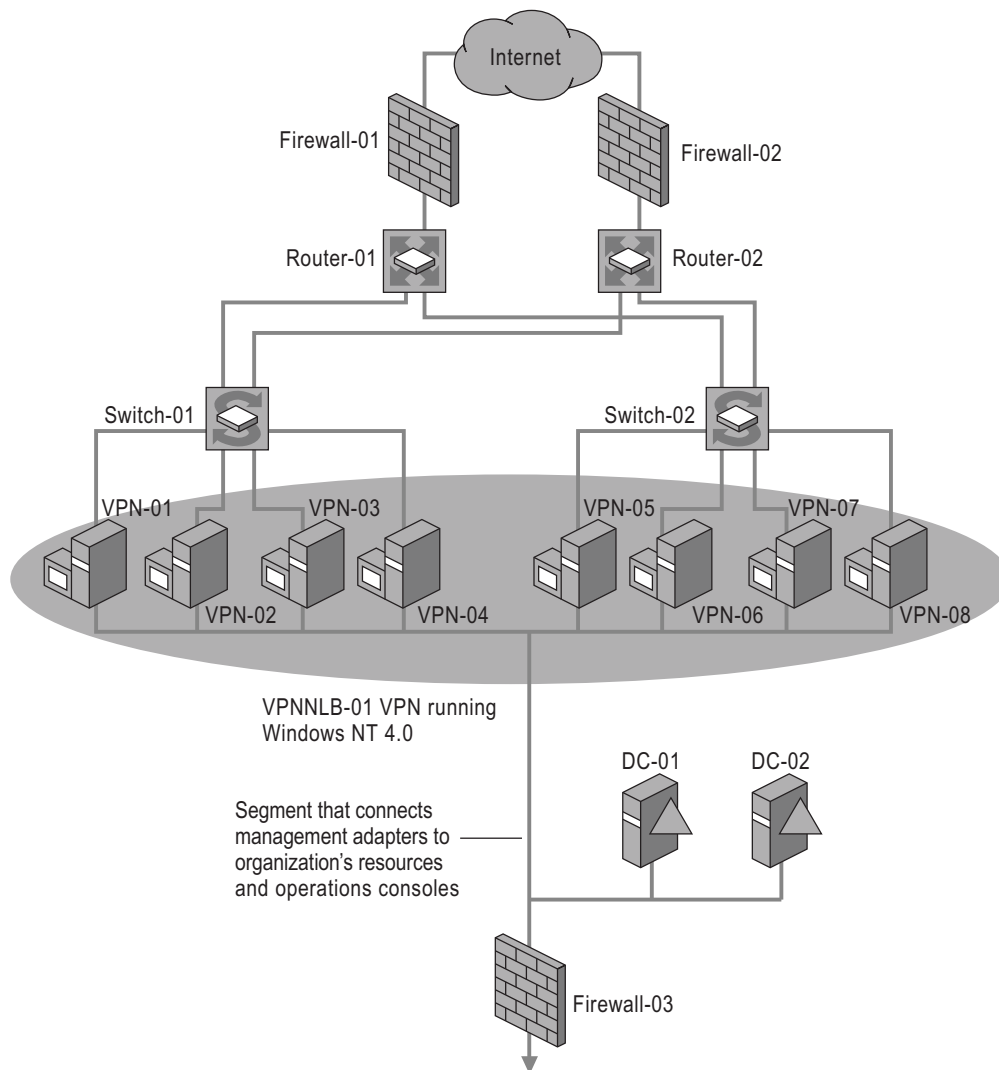 Internet
Firewall-01
Firewall-02
Router-01
Router-02
Switch-01
Switch-02
VPN-01
VPN-03
VPN-05
VPN-07
VPN-02
VPN-04
VPN-06
VPN-08
VPNNLB-01 VPN running
Windows NT 4.0
DC-01
DC-02
Segment that connects
management adapters to
organization’s resources
and operations consoles
Firewall-03